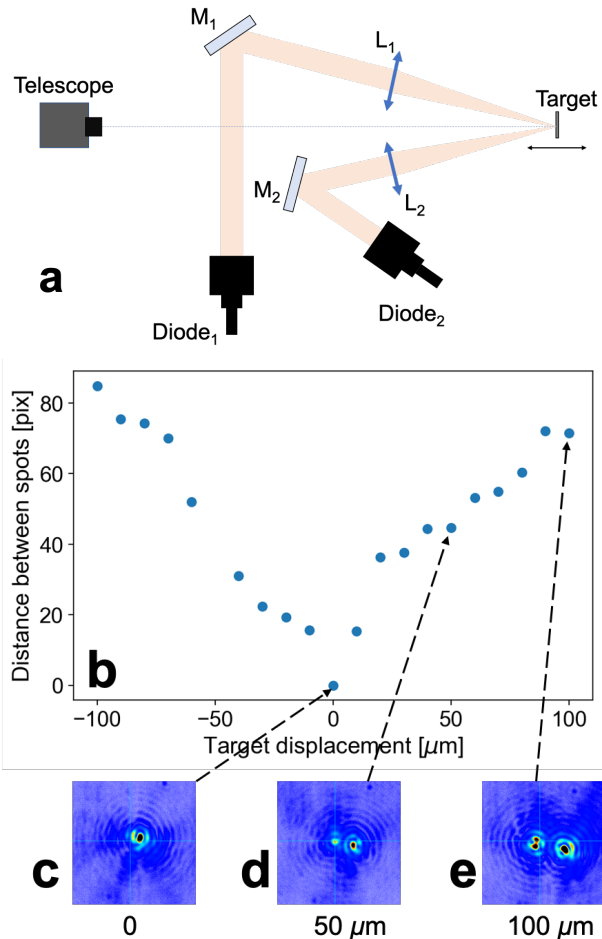 M₁
L₁
Telescope
Target
M₂
L₂
a
Diode₁
Diode₂
Distance between spots [pix]
80
60
40
20
0
b
−100
−50
0
50
100
Target displacement [μm]
c
d
e
0
50 μm
100 μm